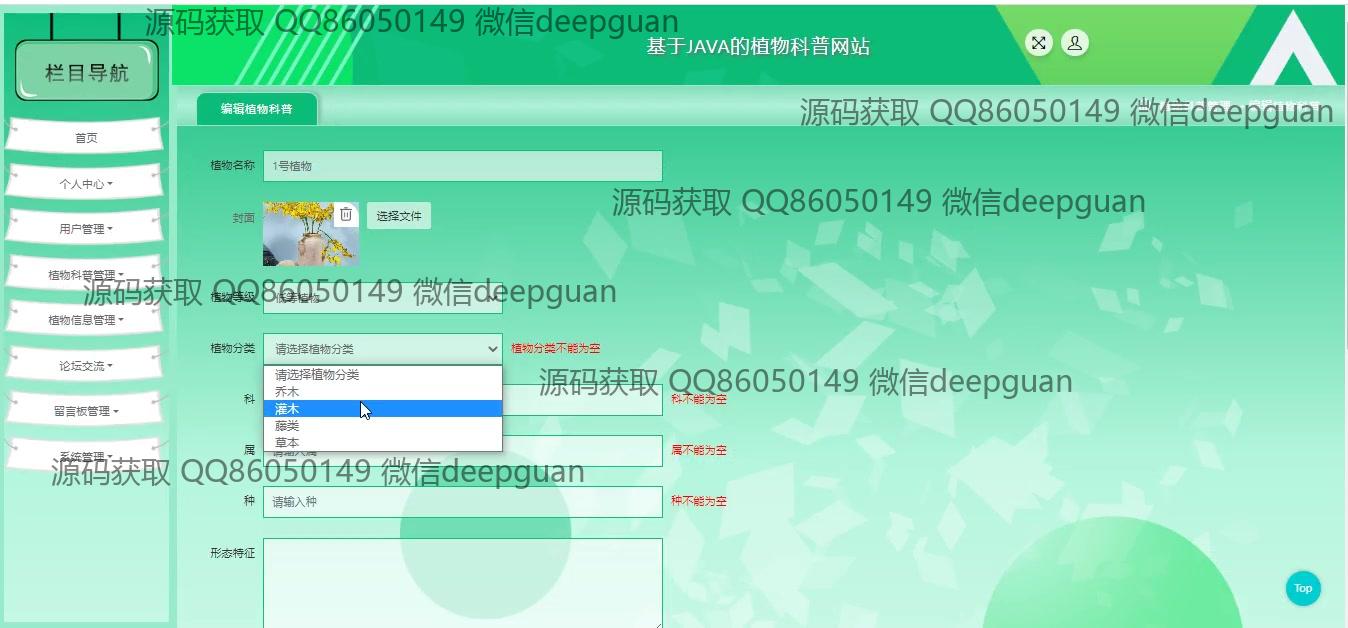 源码获取 QQ86050149 微信deepguan
基于JAVA的植物科普网站
栏目导航
编辑植物科普
源码获取 QQ86050149 微信deepguan
首页
个人中心
用户管理
植物科普管理
植物信息管理
论坛交流
留言板管理
系统管理
植物名称
1号植物
源码获取 QQ86050149 微信deepguan
封面
选择文件
源码获取 QQ86050149 微信deepguan
植物等级
低等植物
植物分类
请选择植物分类
植物分类不能为空
请选择植物分类
乔木
灌木
藤类
草本
源码获取 QQ86050149 微信deepguan
科
科不能为空
属
请输入属
属不能为空
源码获取 QQ86050149 微信deepguan
种
请输入种
种不能为空
形态特征
Top